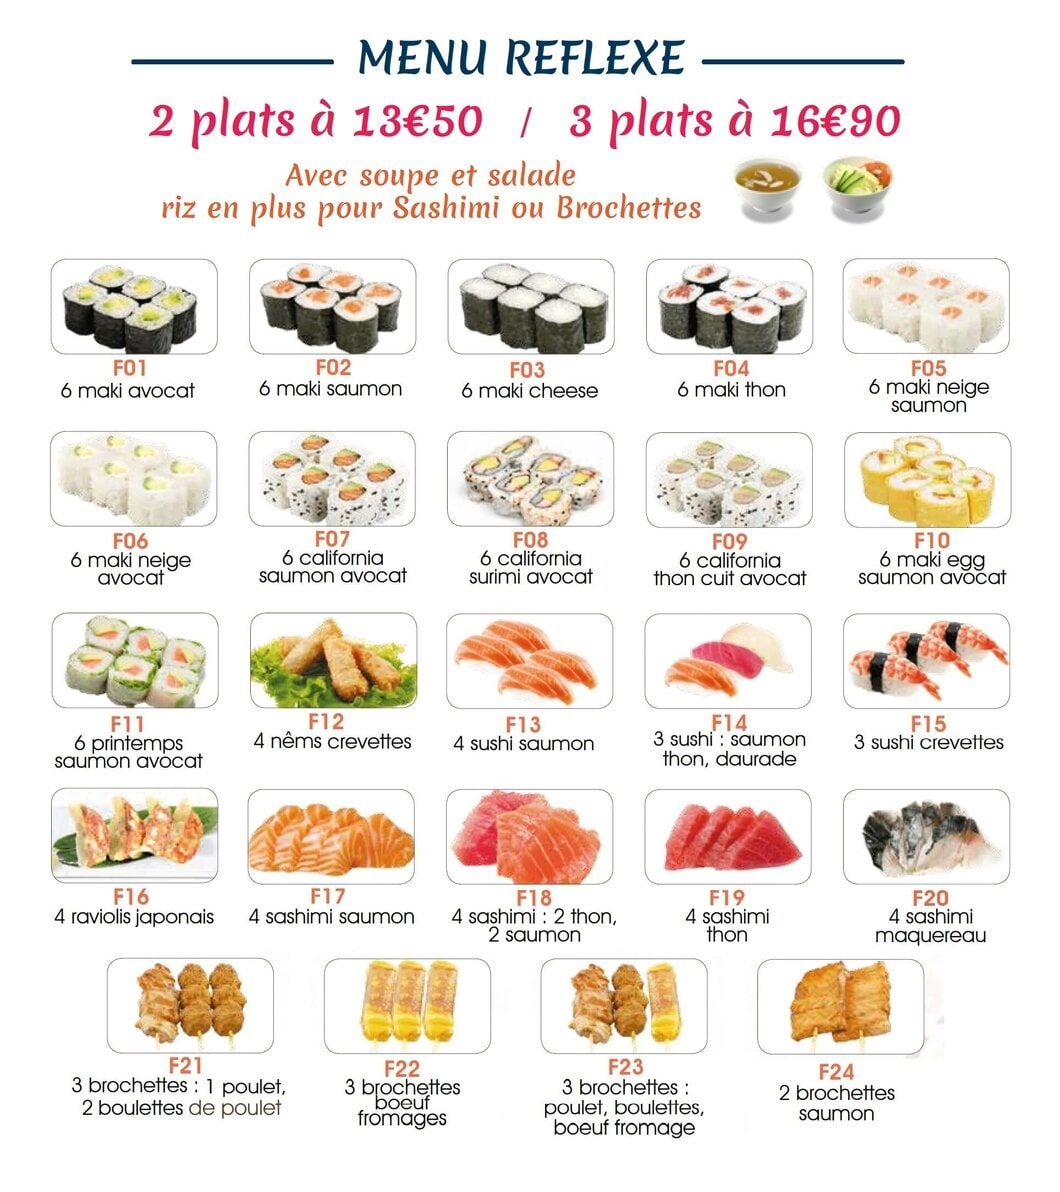 MENU REFLEXE
2 plats à 13€50 / 3 plats à 16€90
Avec soupe et salade
riz en plus pour Sashimi ou Brochettes
F01
6 maki avocat
F02
6 maki saumon
F03
6 maki cheese
F04
6 maki thon
F05
6 maki neige
saumon
F06
6 maki neige
avocat
F07
6 california
saumon avocat
F08
6 california
surimi avocat
F09
6 california
thon cuit avocat
F10
6 maki egg
saumon avocat
F11
6 printemps
saumon avocat
F12
4 nêms crevettes
F13
4 sushi saumon
F14
3 sushi : saumon
thon, daurade
F15
3 sushi crevettes
F16
4 raviolis japonais
F17
4 sashimi saumon
F18
4 sashimi : 2 thon,
2 saumon
F19
4 sashimi
thon
F20
4 sashimi
maquereau
F21
3 brochettes : 1 poulet,
2 boulettes de poulet
F22
3 brochettes
boeuf
fromages
F23
3 brochettes :
poulet, boulettes,
boeuf fromage
F24
2 brochettes
saumon